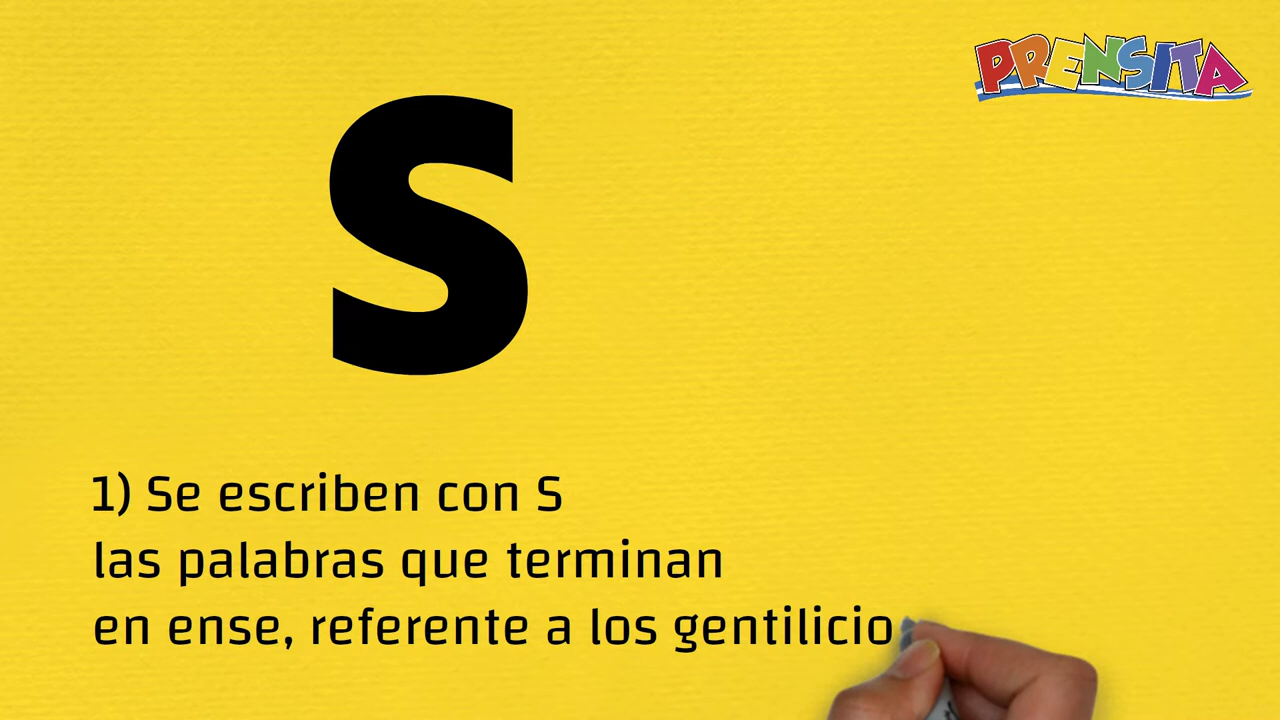 PRENSITA
S
1) Se escriben con S
las palabras que terminan
en ense, referente a los gentilicio